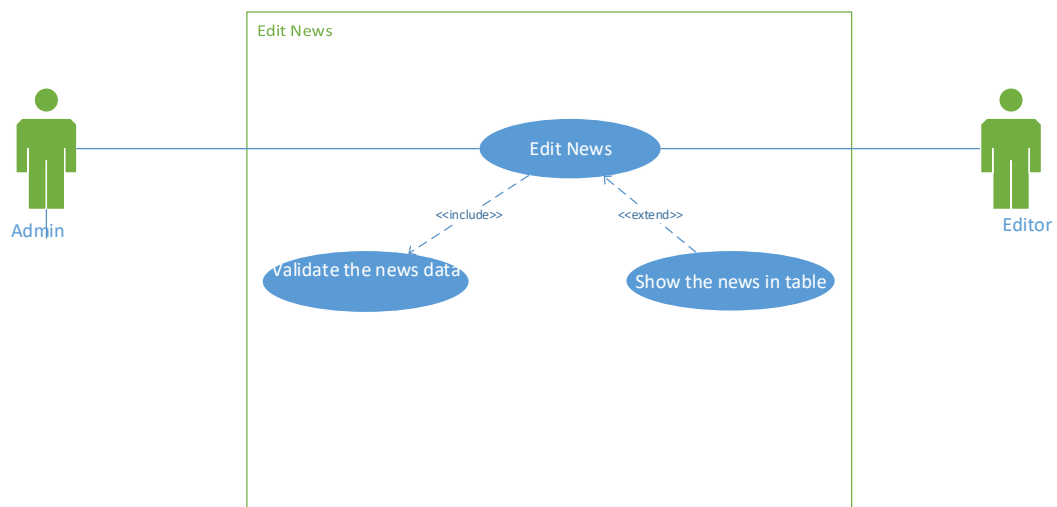 Edit News
Edit News
<<include>>
<<extend>>
Admin
Editor
Validate the news data
Show the news in table